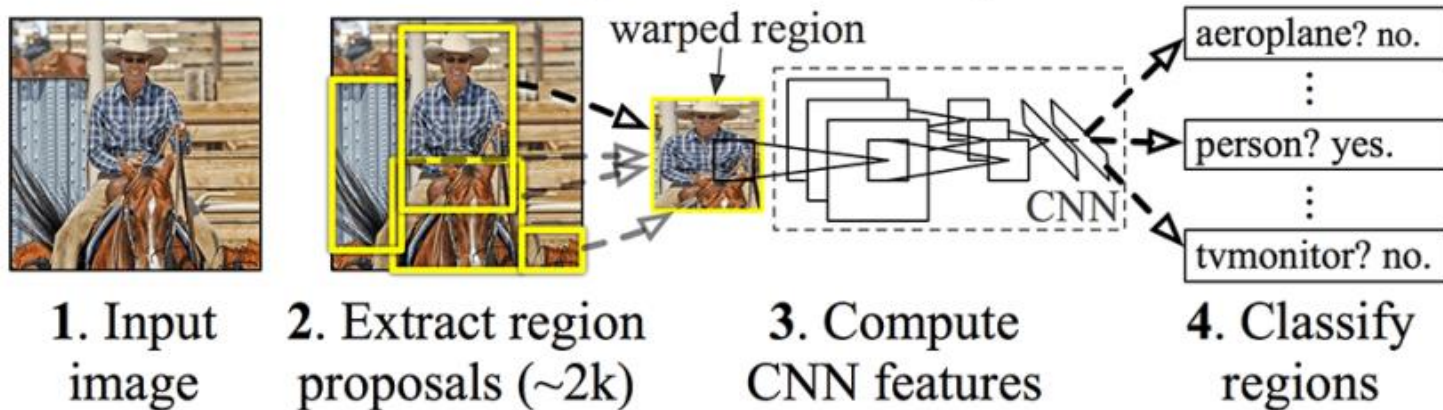 warped region
aeroplane? no.
⋮
person? yes.
⋮
tvmonitor? no.
CNN
1. Input
image
2. Extract region
proposals (~2k)
3. Compute
CNN features
4. Classify
regions